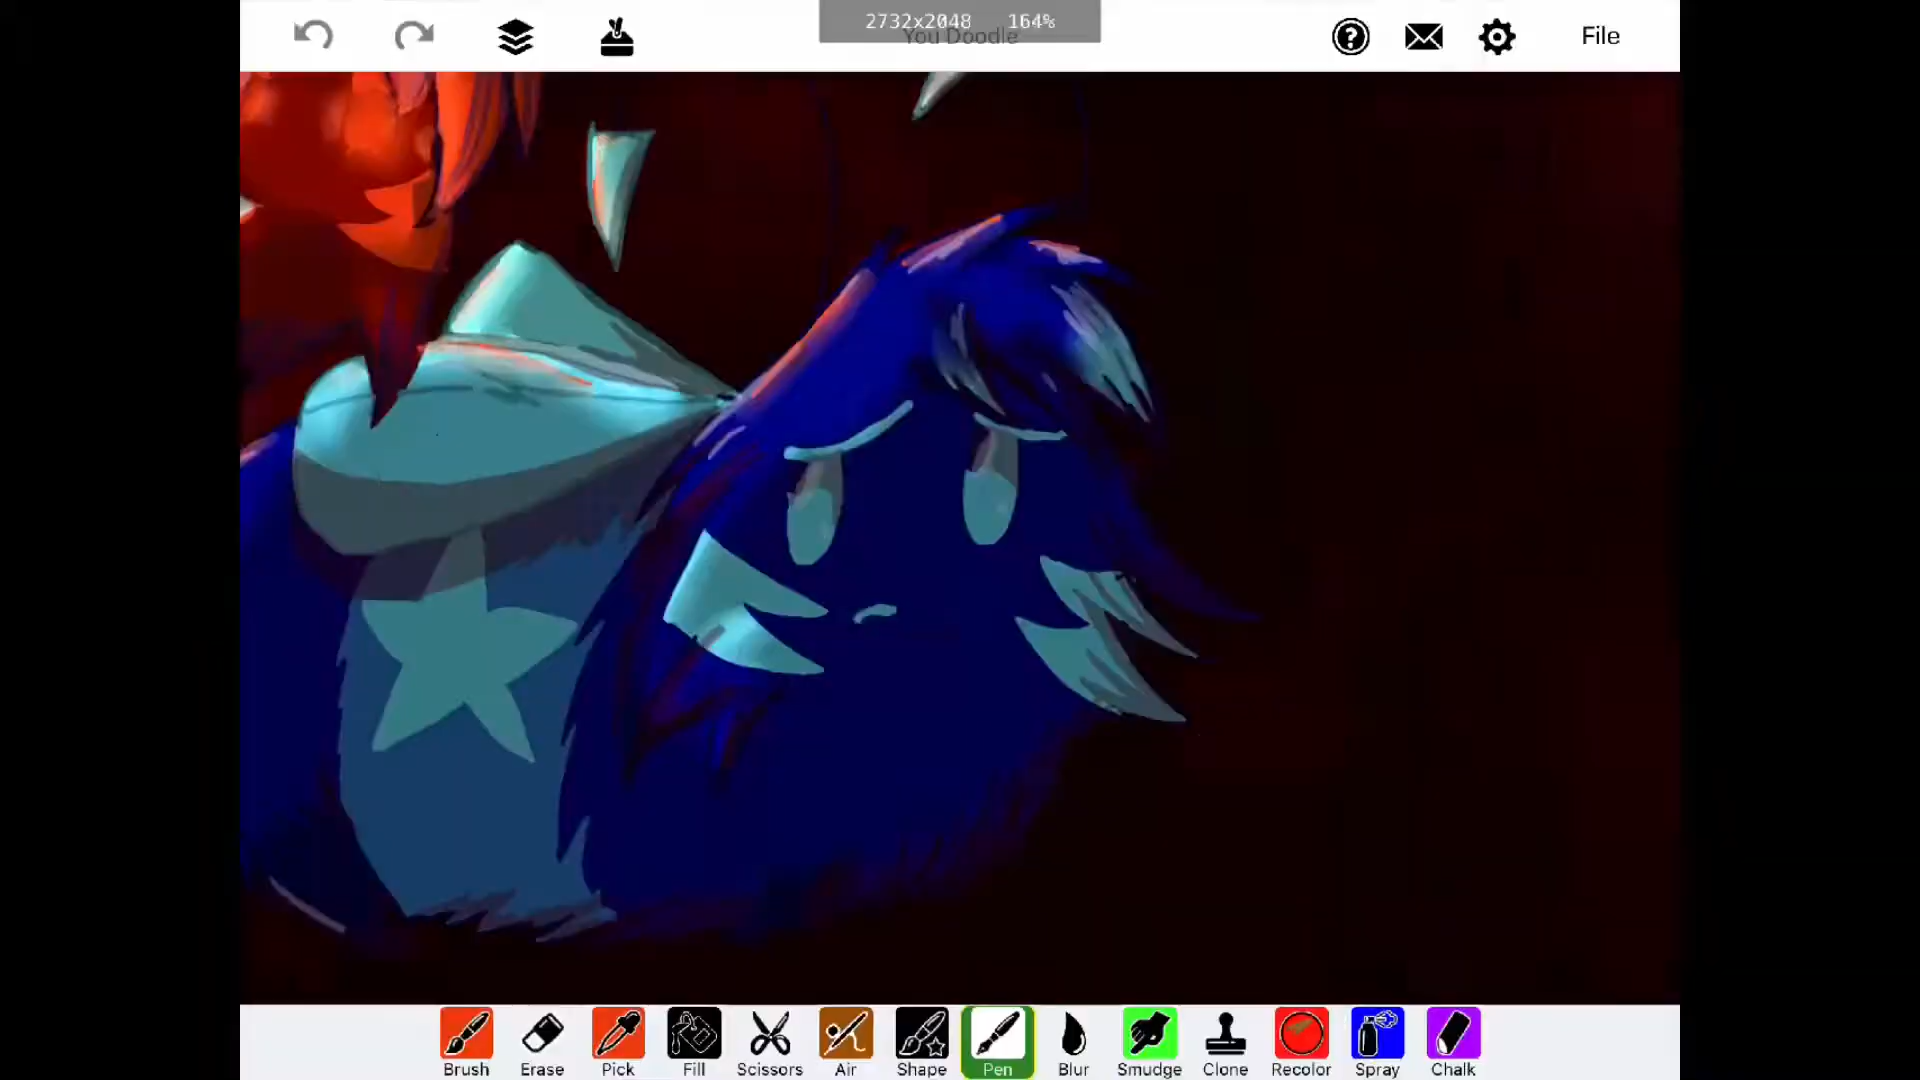 2732x2048 164%
You Doodle
File
Brush Erase Pick Fill Scissors Air Shape Pen Blur Smudge Clone Recolor Spray Chalk